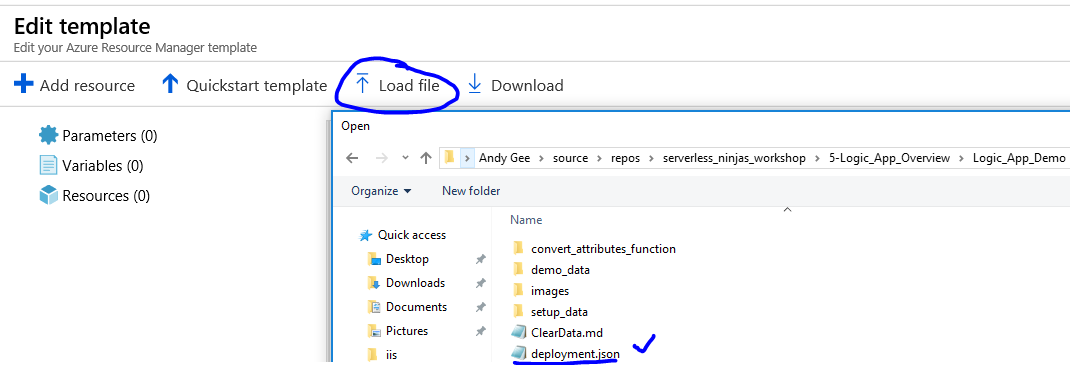 Edit template
Edit your Azure Resource Manager template
Add resource Quickstart template Load file Download
Parameters (0)
Variables (0)
Resources (0)
Open
Andy Gee > source > repos > serverless_ninjas_workshop > 5-Logic_App_Overview > Logic_App_Demo
Organize New folder
Name
Quick access
Desktop
Downloads
Documents
Pictures
iis
convert_attributes_function
demo_data
images
setup_data
ClearData.md
deployment.json